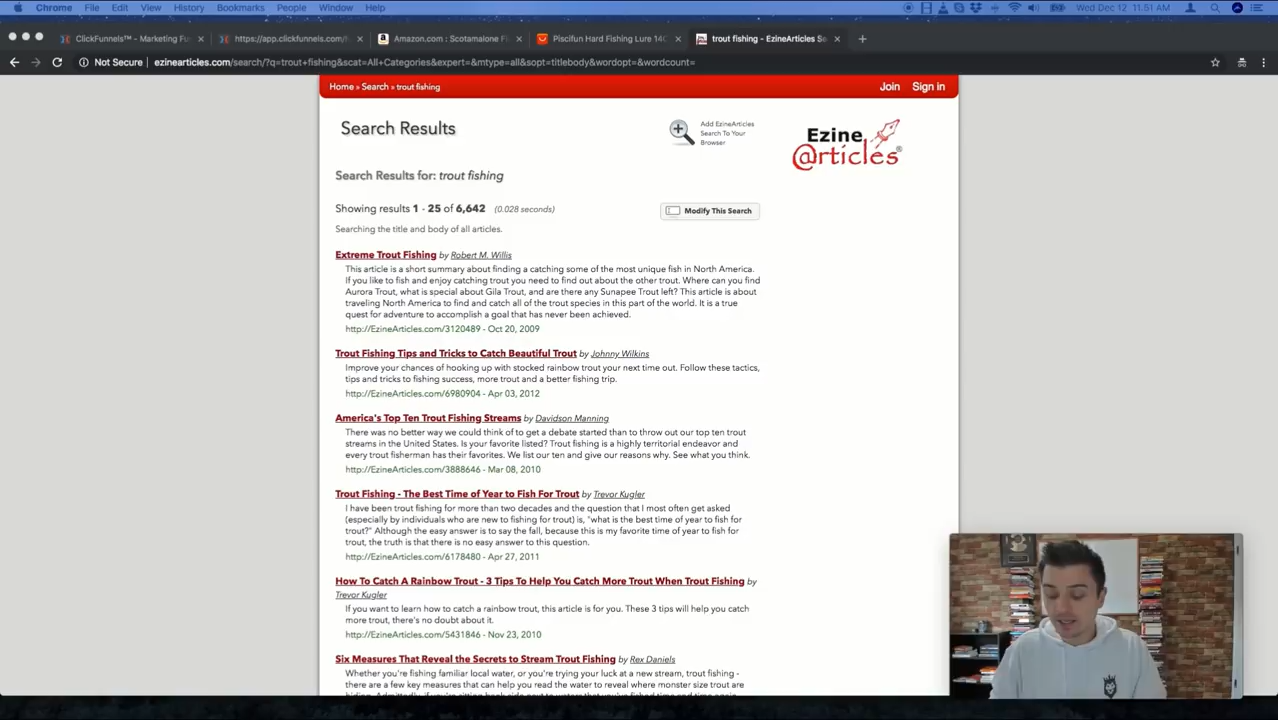 Chrome File Edit View History Bookmarks People Window Help Wed Dec 12 11.51 AM
ClickFunnels™ - Marketing Fu × https://app.clickfunnels.com/ × Amazon.com : Scotamalone F × Piscifun Hard Fishing Lure 140 × trout fishing - EzineArticles Se ×
Not Secure ezinearticles.com/search/?q=trout+fishing&scat=All+Categories&expert=&mtype=all&sopt=titlebody&wordopt=&wordcount=
Home » Search » trout fishing Join Sign in
Search Results
Add EzineArticles
Search To Your
Browser
Ezine
@rticles®
Search Results for: trout fishing
Showing results 1 - 25 of 6,642 (0.028 seconds)
Modify This Search
Searching the title and body of all articles.
Extreme Trout Fishing by Robert M. Willis
This article is a short summary about finding a catching some of the most unique fish in North America.
If you like to fish and enjoy catching trout you need to find out about the other trout. Where can you find
Aurora Trout, what is special about Gila Trout, and are there any Sunapee Trout left? This article is about
traveling North America to find and catch all of the trout species in this part of the world. It is a true
quest for adventure to accomplish a goal that has never been achieved.
http://EzineArticles.com/3120489 - Oct 20, 2009
Trout Fishing Tips and Tricks to Catch Beautiful Trout by Johnny Wilkins
Improve your chances of hooking up with stocked rainbow trout your next time out. Follow these tactics,
tips and tricks to fishing success, more trout and a better fishing trip.
http://EzineArticles.com/6980904 - Apr 03, 2012
America's Top Ten Trout Fishing Streams by Davidson Manning
There was no better way we could think of to get a debate started than to throw out our top ten trout
streams in the United States. Is your favorite listed? Trout fishing is a highly territorial endeavor and
every trout fisherman has their favorites. We list our ten and give our reasons why. See what you think.
http://EzineArticles.com/3888646 - Mar 08, 2010
Trout Fishing - The Best Time of Year to Fish For Trout by Trevor Kugler
I have been trout fishing for more than two decades and the question that I most often get asked
(especially by individuals who are new to fishing for trout) is, "what is the best time of year to fish for
trout?" Although the easy answer is to say the fall, because this is my favorite time of year to fish for
trout, the truth is that there is no easy answer to this question.
http://EzineArticles.com/6178480 - Apr 27, 2011
How To Catch A Rainbow Trout - 3 Tips To Help You Catch More Trout When Trout Fishing by
Trevor Kugler
If you want to learn how to catch a rainbow trout, this article is for you. These 3 tips will help you catch
more trout, there's no doubt about it.
http://EzineArticles.com/5431846 - Nov 23, 2010
Six Measures That Reveal the Secrets to Stream Trout Fishing by Rex Daniels
Whether you're fishing familiar local water, or you're trying your luck at a new stream, trout fishing -
there are a few key measures that can help you read the water to reveal where monster size trout are